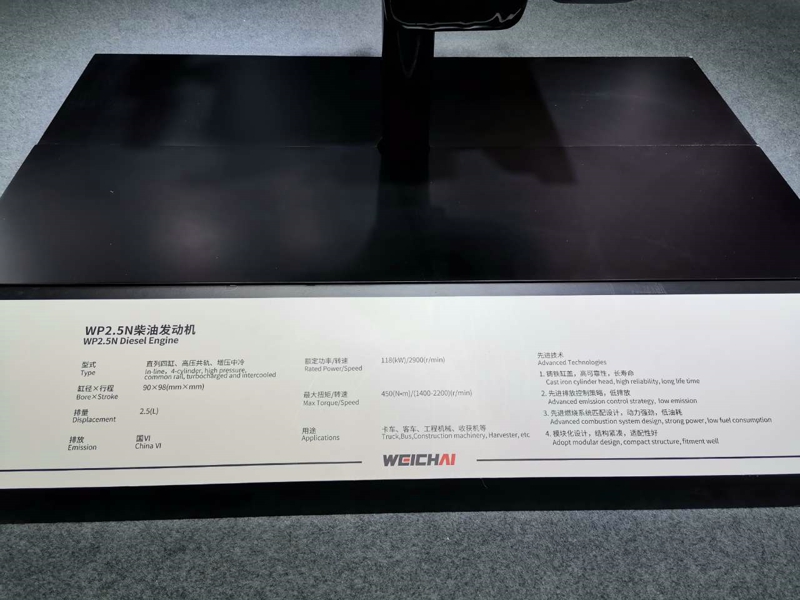 WP2.5N柴油发动机
WP2.5N Diesel Engine
型式
Type
直列四缸、高压共轨、增压中冷
In-line, 4-cylinder, high pressure,
common rail, turbocharged and intercooled
缸径×行程
Bore×Stroke
90×98(mm×mm)
排量
Displacement
2.5(L)
排放
Emission
国VI
China VI
额定功率/转速
Rated Power/Speed
118(kW)/2900(r/min)
最大扭矩/转速
Max Torque/Speed
450(N•m)/(1400-2200)(r/min)
用途
Applications
卡车、客车、工程机械、收获机等
Truck,Bus,Construction machinery, Harvester, etc
先进技术
Advanced Technologies
1. 铸铁缸盖，高可靠性，长寿命
Cast iron cylinder head, high reliability, long life time
2. 先进排放控制策略，低排放
Advanced emission control strategy, low emission
3. 先进燃烧系统匹配设计，动力强劲，低油耗
Advanced combustion system design, strong power, low fuel consumption
4. 模块化设计，结构紧凑，适配性好
Adopt modular design, compact structure, fitment well
WEICHAI